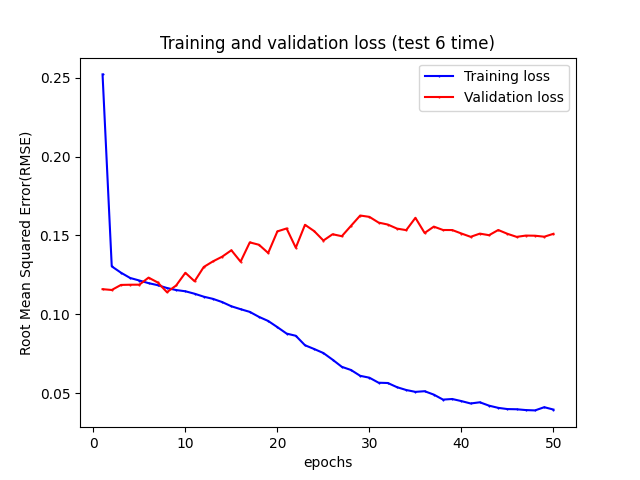 Training and validation loss (test 6 time)
Training loss
Validation loss
Root Mean Squared Error(RMSE)
0.25
0.20
0.15
0.10
0.05
0 10 20 30 40 50
epochs